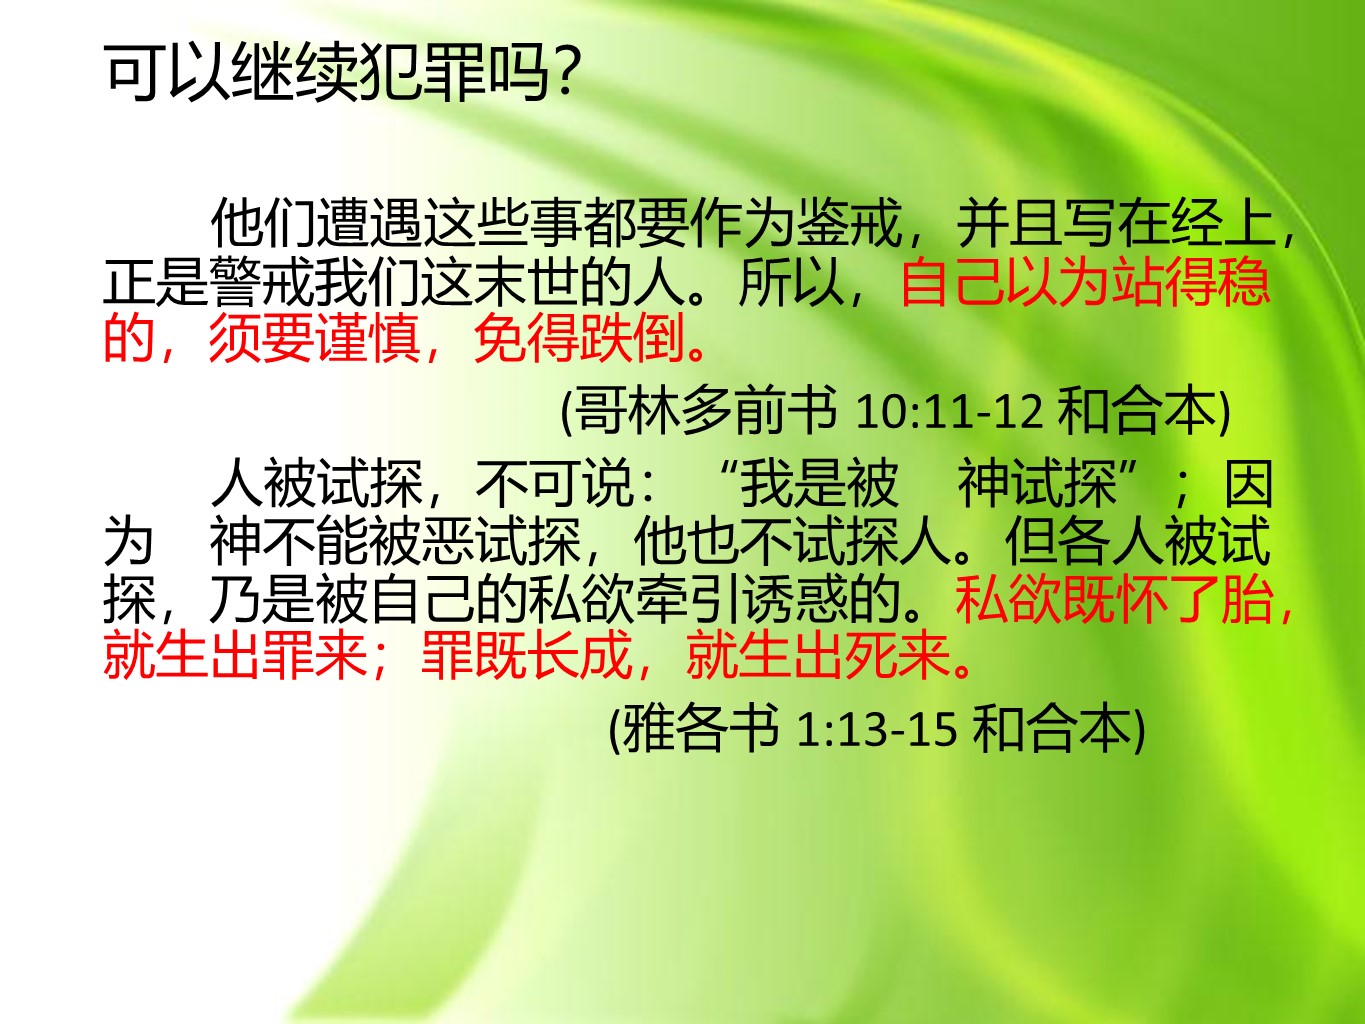 可以继续犯罪吗？
他们遭遇这些事都要作为鉴戒，并且写在经上，
正是警戒我们这末世的人。所以，自己以为站得稳
的，须要谨慎，免得跌倒。
(哥林多前书 10:11-12 和合本)
人被试探，不可说：“我是被　神试探”；因
为　神不能被恶试探，他也不试探人。但各人被试
探，乃是被自己的私欲牵引诱惑的。私欲既怀了胎，
就生出罪来；罪既长成，就生出死来。
(雅各书 1:13-15 和合本)